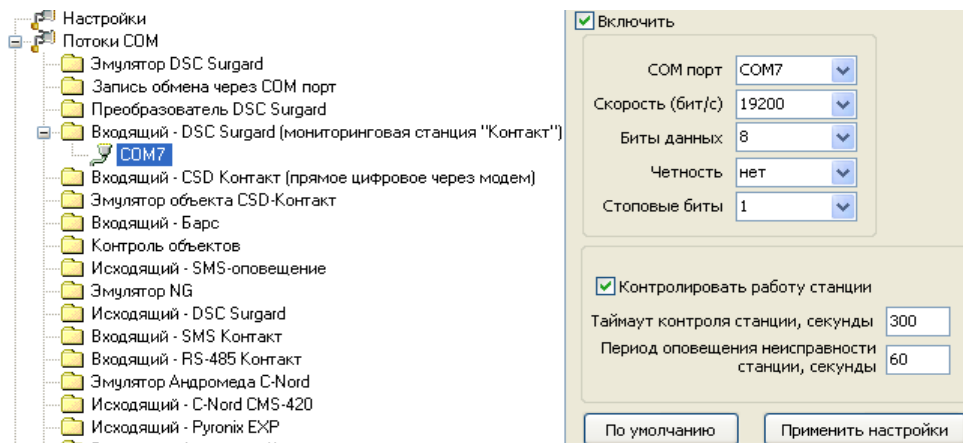 Настройки
Потоки COM
Эмулятор DSC Surgard
Запись обмена через COM порт
Преобразователь DSC Surgard
Входящий - DSC Surgard (мониторинговая станция "Контакт")
COM7
Входящий - CSD Контакт (прямое цифровое через модем)
Эмулятор объекта CSD-Контакт
Входящий - Барс
Контроль объектов
Исходящий - SMS-оповещение
Эмулятор NG
Исходящий - DSC Surgard
Входящий - SMS Контакт
Входящий - RS-485 Контакт
Эмулятор Андромеда C-Nord
Исходящий - C-Nord CMS-420
Исходящий - Pyronix EXP
Включить
COM порт COM7
Скорость (бит/с) 19200
Биты данных 8
Четность нет
Стоповые биты 1
Контролировать работу станции
Таймаут контроля станции, секунды 300
Период оповещения неисправности
станции, секунды 60
По умолчанию Применить настройки